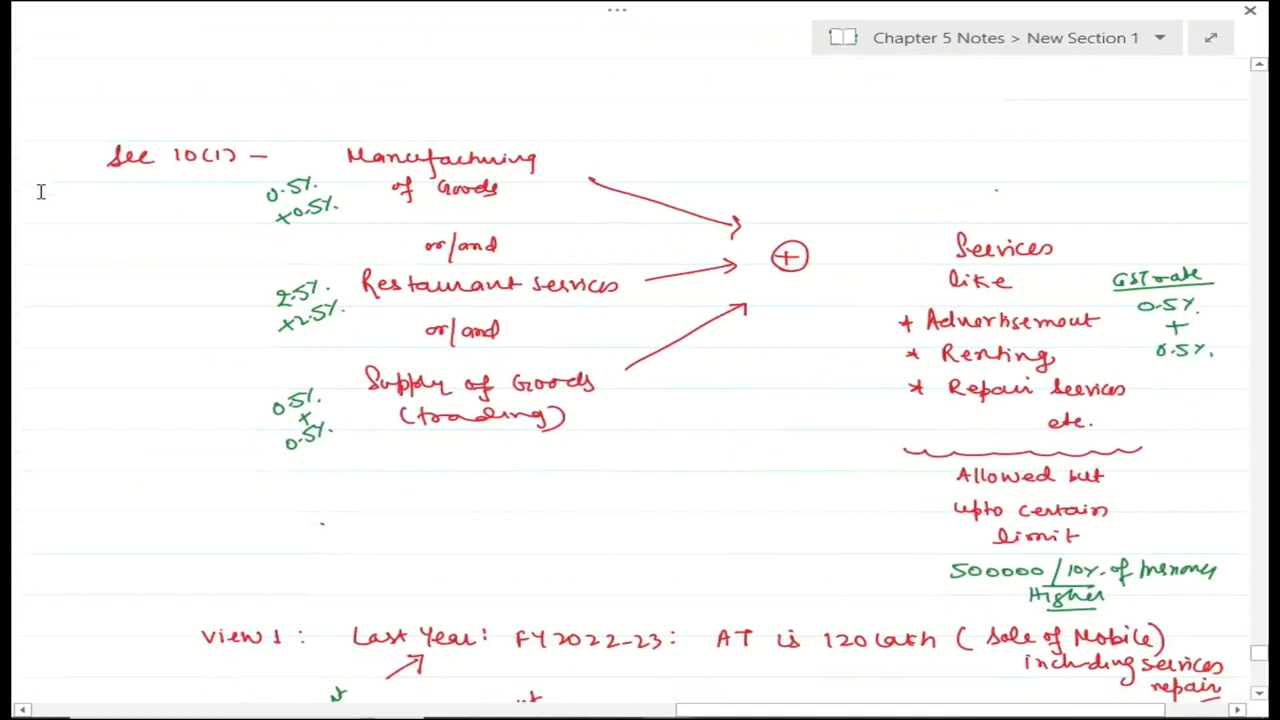 Chapter 5 Notes > New Section 1
Sec 10(1) — Manufacturing
of Goods
0.5%.
+0.5%.
or/and
Restaurant services
2.5%.
+2.5%.
or/and
Supply of Goods
(trading)
0.5%.
+
0.5%.
+
Services
like
* Advertisement
* Renting
* Repair Services
etc.
GST rate
0.5%.
+
0.5%.
Allowed but
upto certain
limit
500000 / 10%. of
Higher
View 1 : Last Year: FY 2022-23: AT is 120 lakh (Sale of Mobile)
including services
repair